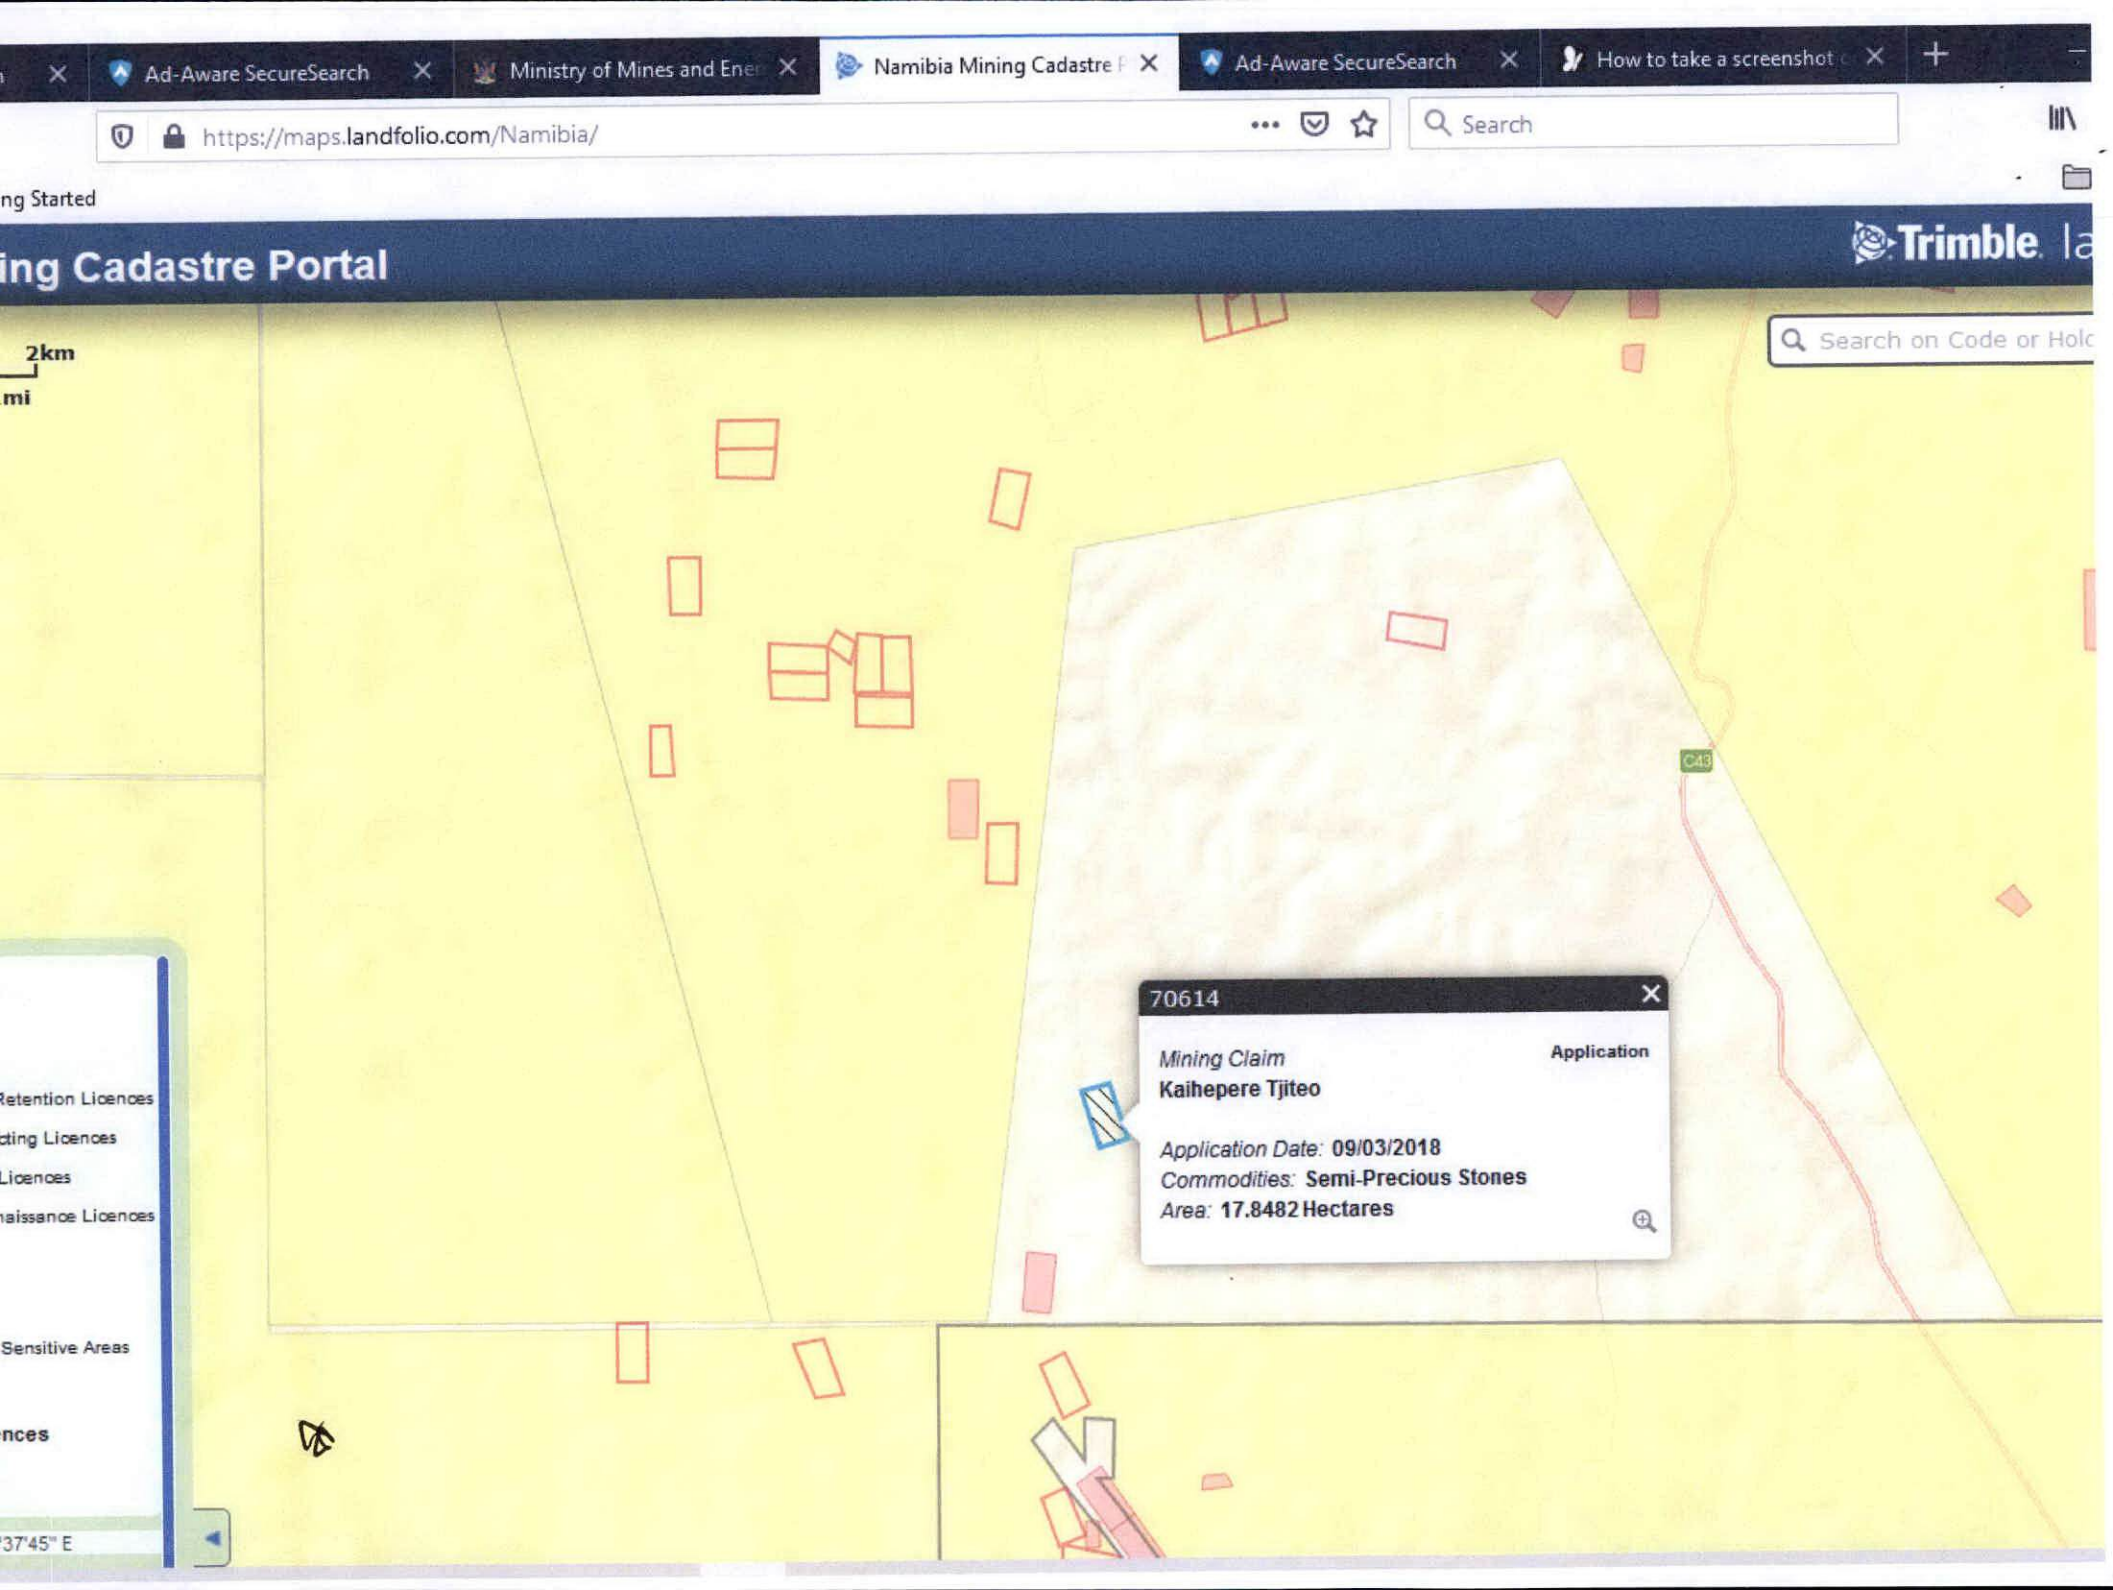 Ad-Aware SecureSearch
Ministry of Mines and Ener
Namibia Mining Cadastre P
Ad-Aware SecureSearch
How to take a screenshot
https://maps.landfolio.com/Namibia/
Search
ng Started
ing Cadastre Portal
Trimble. la
2km
mi
Search on Code or Hold
C43
70614
Mining Claim
Application
Kaihepere Tjiteo
Application Date: 09/03/2018
Commodities: Semi-Precious Stones
Area: 17.8482 Hectares
Retention Licences
cting Licences
Licences
naissance Licences
Sensitive Areas
nces
°37'45" E